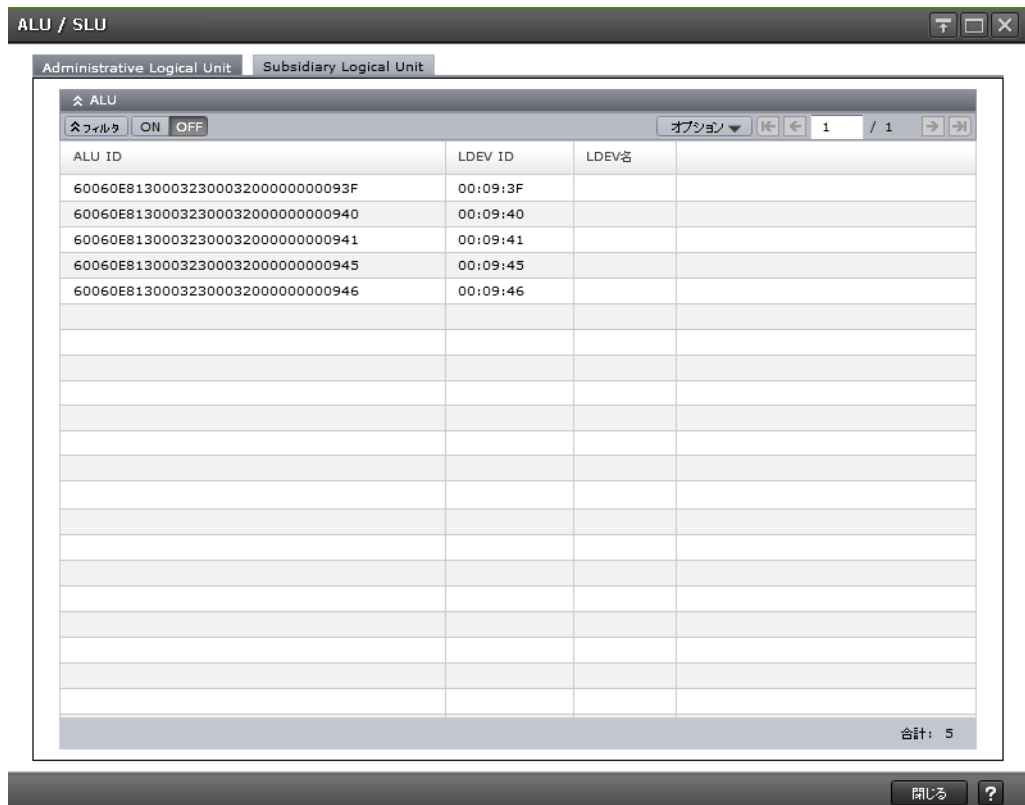 ALU / SLU
Administrative Logical Unit Subsidiary Logical Unit
ALU
フィルタ ON OFF オプション 1 / 1
ALU ID LDEV ID LDEV名
60060E8130003230003200000000093F 00:09:3F
60060E81300032300032000000000940 00:09:40
60060E81300032300032000000000941 00:09:41
60060E81300032300032000000000945 00:09:45
60060E81300032300032000000000946 00:09:46
合計: 5
閉じる ?